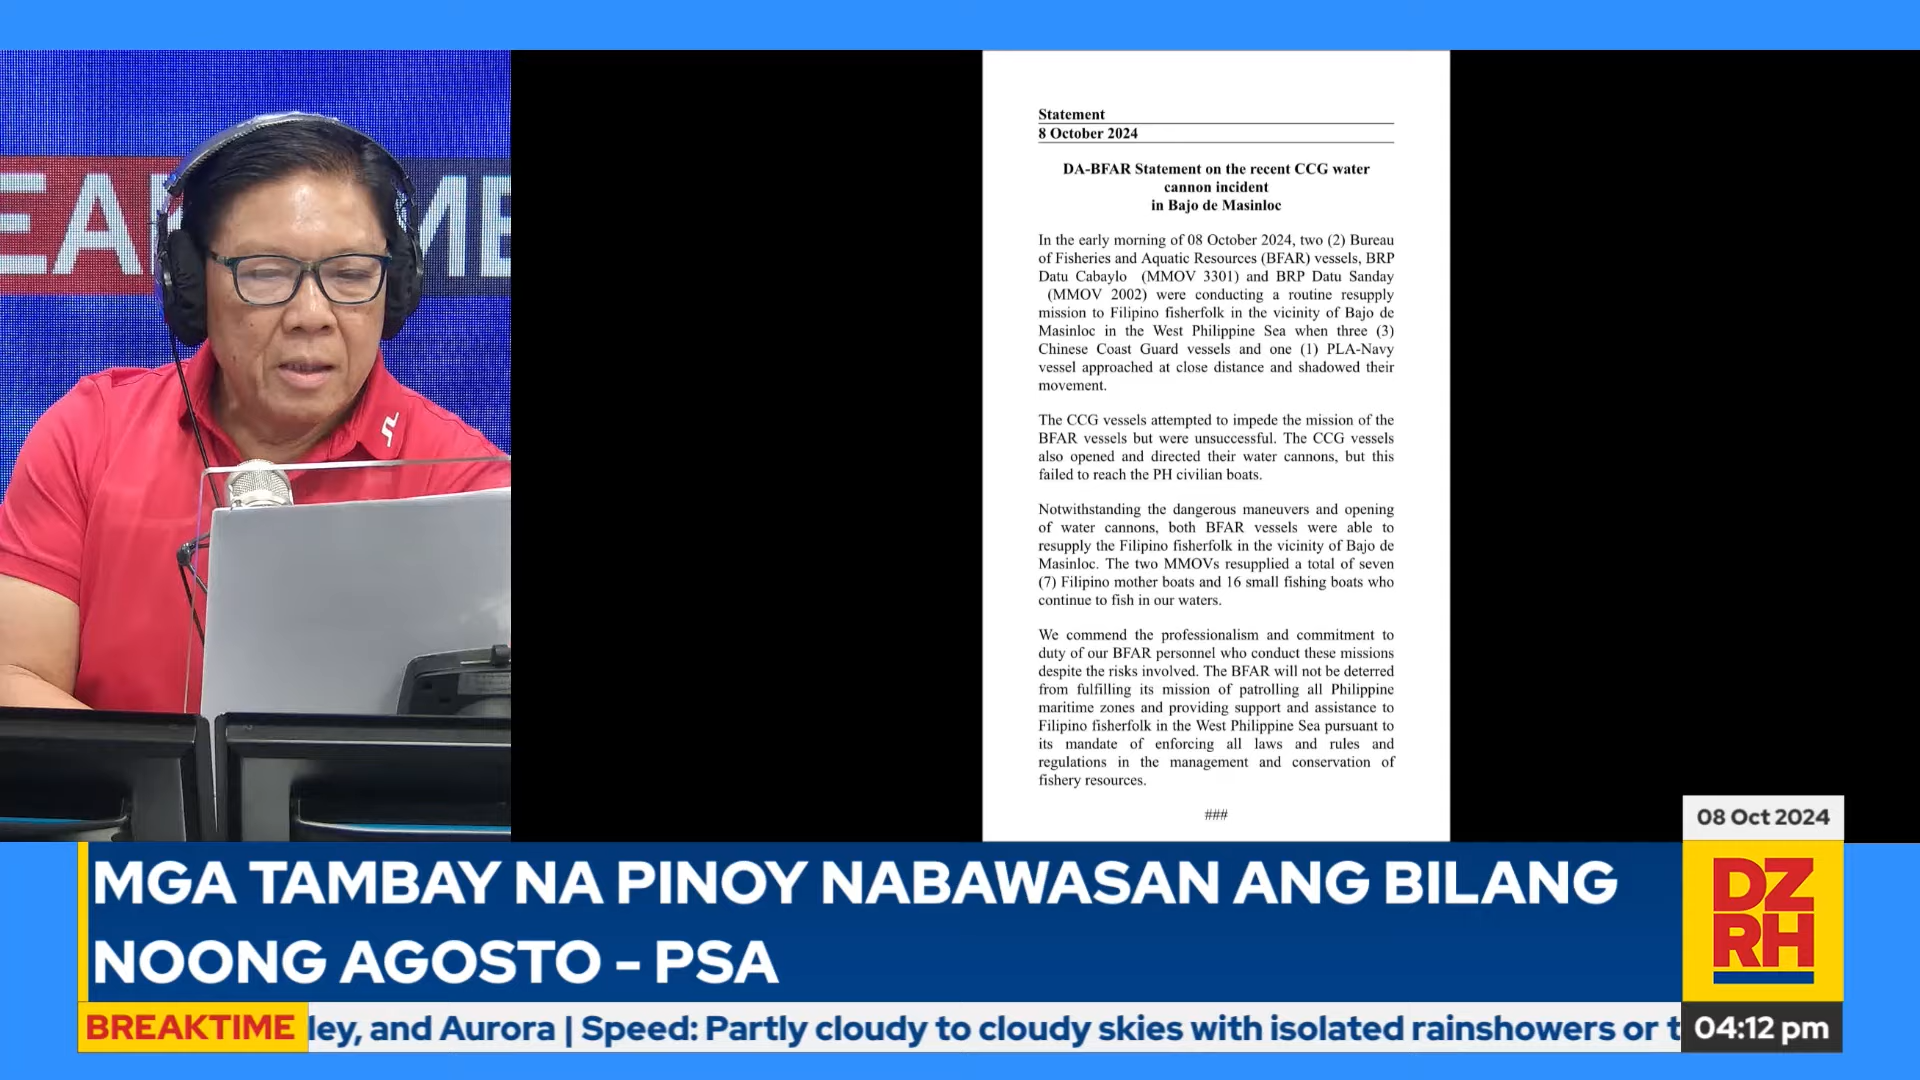 EAK
ME
Statement
8 October 2024
DA-BFAR Statement on the recent CCG water
cannon incident
in Bajo de Masinloc
In the early morning of 08 October 2024, two (2) Bureau
of Fisheries and Aquatic Resources (BFAR) vessels, BRP
Datu Cabaylo (MMOV 3301) and BRP Datu Sanday
(MMOV 2002) were conducting a routine resupply
mission to Filipino fisherfolk in the vicinity of Bajo de
Masinloc in the West Philippine Sea when three (3)
Chinese Coast Guard vessels and one (1) PLA-Navy
vessel approached at close distance and shadowed their
movement.
The CCG vessels attempted to impede the mission of the
BFAR vessels but were unsuccessful. The CCG vessels
also opened and directed their water cannons, but this
failed to reach the PH civilian boats.
Notwithstanding the dangerous maneuvers and opening
of water cannons, both BFAR vessels were able to
resupply the Filipino fisherfolk in the vicinity of Bajo de
Masinloc. The two MMOVs resupplied a total of seven
(7) Filipino mother boats and 16 small fishing boats who
continue to fish in our waters.
We commend the professionalism and commitment to
duty of our BFAR personnel who conduct these missions
despite the risks involved. The BFAR will not be deterred
from fulfilling its mission of patrolling all Philippine
maritime zones and providing support and assistance to
Filipino fisherfolk in the West Philippine Sea pursuant to
its mandate of enforcing all laws and rules and
regulations in the management and conservation of
fishery resources.
###
08 Oct 2024
MGA TAMBAY NA PINOY NABAWASAN ANG BILANG
NOONG AGOSTO - PSA
DZ
RH
BREAKTIME
ley, and Aurora | Speed: Partly cloudy to cloudy skies with isolated rainshowers or t
04:12 pm